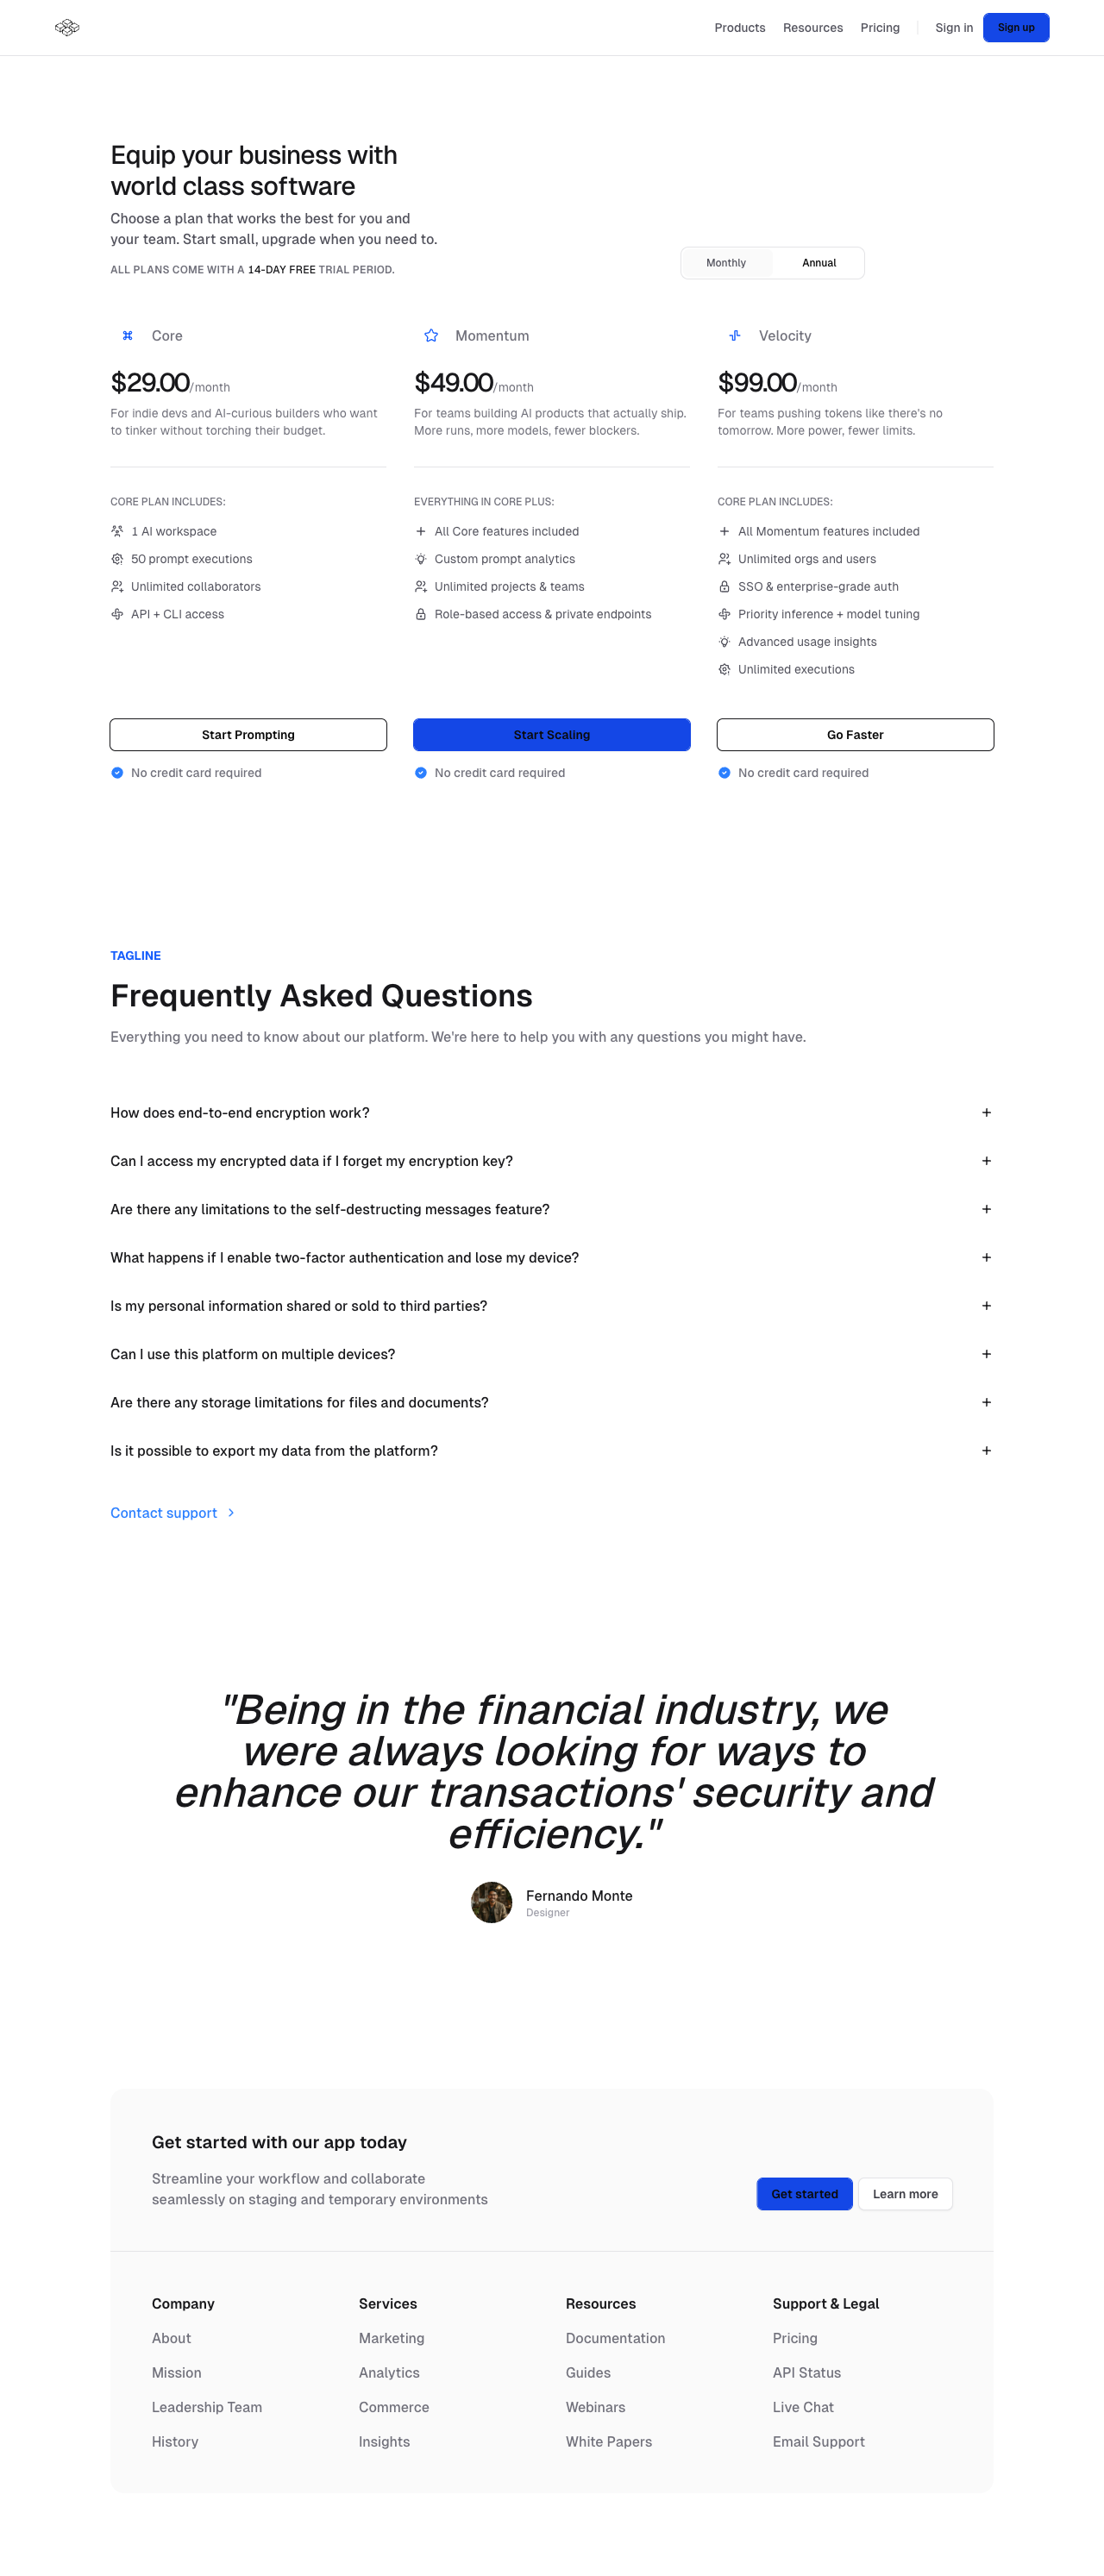 Products
Resources
Pricing
Sign in
Sign up
Equip your business with
world class software
Choose a plan that works the best for you and
your team. Start small, upgrade when you need to.
ALL PLANS COME WITH A 14-DAY FREE TRIAL PERIOD.
Monthly
Annual
Core
$29.00/month
For indie devs and AI-curious builders who want
to tinker without torching their budget.
CORE PLAN INCLUDES:
1 AI workspace
50 prompt executions
Unlimited collaborators
API + CLI access
Start Prompting
No credit card required
Momentum
$49.00/month
For teams building AI products that actually ship.
More runs, more models, fewer blockers.
EVERYTHING IN CORE PLUS:
All Core features included
Custom prompt analytics
Unlimited projects & teams
Role-based access & private endpoints
Start Scaling
No credit card required
Velocity
$99.00/month
For teams pushing tokens like there's no
tomorrow. More power, fewer limits.
CORE PLAN INCLUDES:
All Momentum features included
Unlimited orgs and users
SSO & enterprise-grade auth
Priority inference + model tuning
Advanced usage insights
Unlimited executions
Go Faster
No credit card required
TAGLINE
Frequently Asked Questions
Everything you need to know about our platform. We're here to help you with any questions you might have.
How does end-to-end encryption work?
Can I access my encrypted data if I forget my encryption key?
Are there any limitations to the self-destructing messages feature?
What happens if I enable two-factor authentication and lose my device?
Is my personal information shared or sold to third parties?
Can I use this platform on multiple devices?
Are there any storage limitations for files and documents?
Is it possible to export my data from the platform?
Contact support
"Being in the financial industry, we
were always looking for ways to
enhance our transactions' security and
efficiency."
Fernando Monte
Designer
Get started with our app today
Streamline your workflow and collaborate
seamlessly on staging and temporary environments
Get started
Learn more
Company
About
Mission
Leadership Team
History
Services
Marketing
Analytics
Commerce
Insights
Resources
Documentation
Guides
Webinars
White Papers
Support & Legal
Pricing
API Status
Live Chat
Email Support